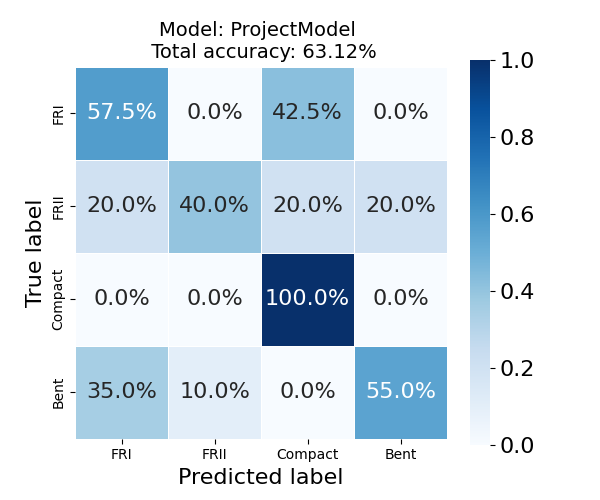 Model: ProjectModel
Total accuracy: 63.12%
1.0
FRI
57.5% 0.0% 42.5% 0.0%
0.8
FRII
20.0% 40.0% 20.0% 20.0%
0.6
True label
Compact
0.0% 0.0% 100.0% 0.0%
0.4
Bent
35.0% 10.0% 0.0% 55.0%
0.2
0.0
FRI FRII Compact Bent
Predicted label